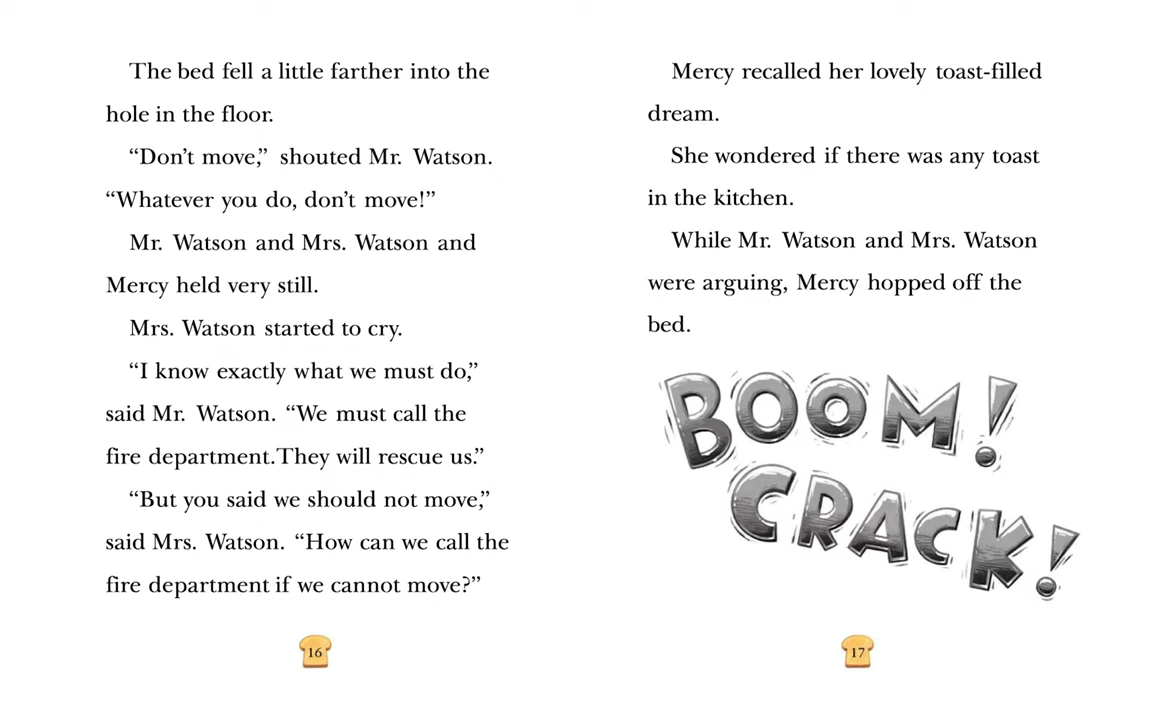 The bed fell a little farther into the
hole in the floor.
“Don’t move,” shouted Mr. Watson.
“Whatever you do, don’t move!”
Mr. Watson and Mrs. Watson and
Mercy held very still.
Mrs. Watson started to cry.
“I know exactly what we must do,”
said Mr. Watson. “We must call the
fire department.They will rescue us.”
“But you said we should not move,”
said Mrs. Watson. “How can we call the
fire department if we cannot move?”
16
Mercy recalled her lovely toast-filled
dream.
She wondered if there was any toast
in the kitchen.
While Mr. Watson and Mrs. Watson
were arguing, Mercy hopped off the
bed.
BOOM!
CRACK!
17